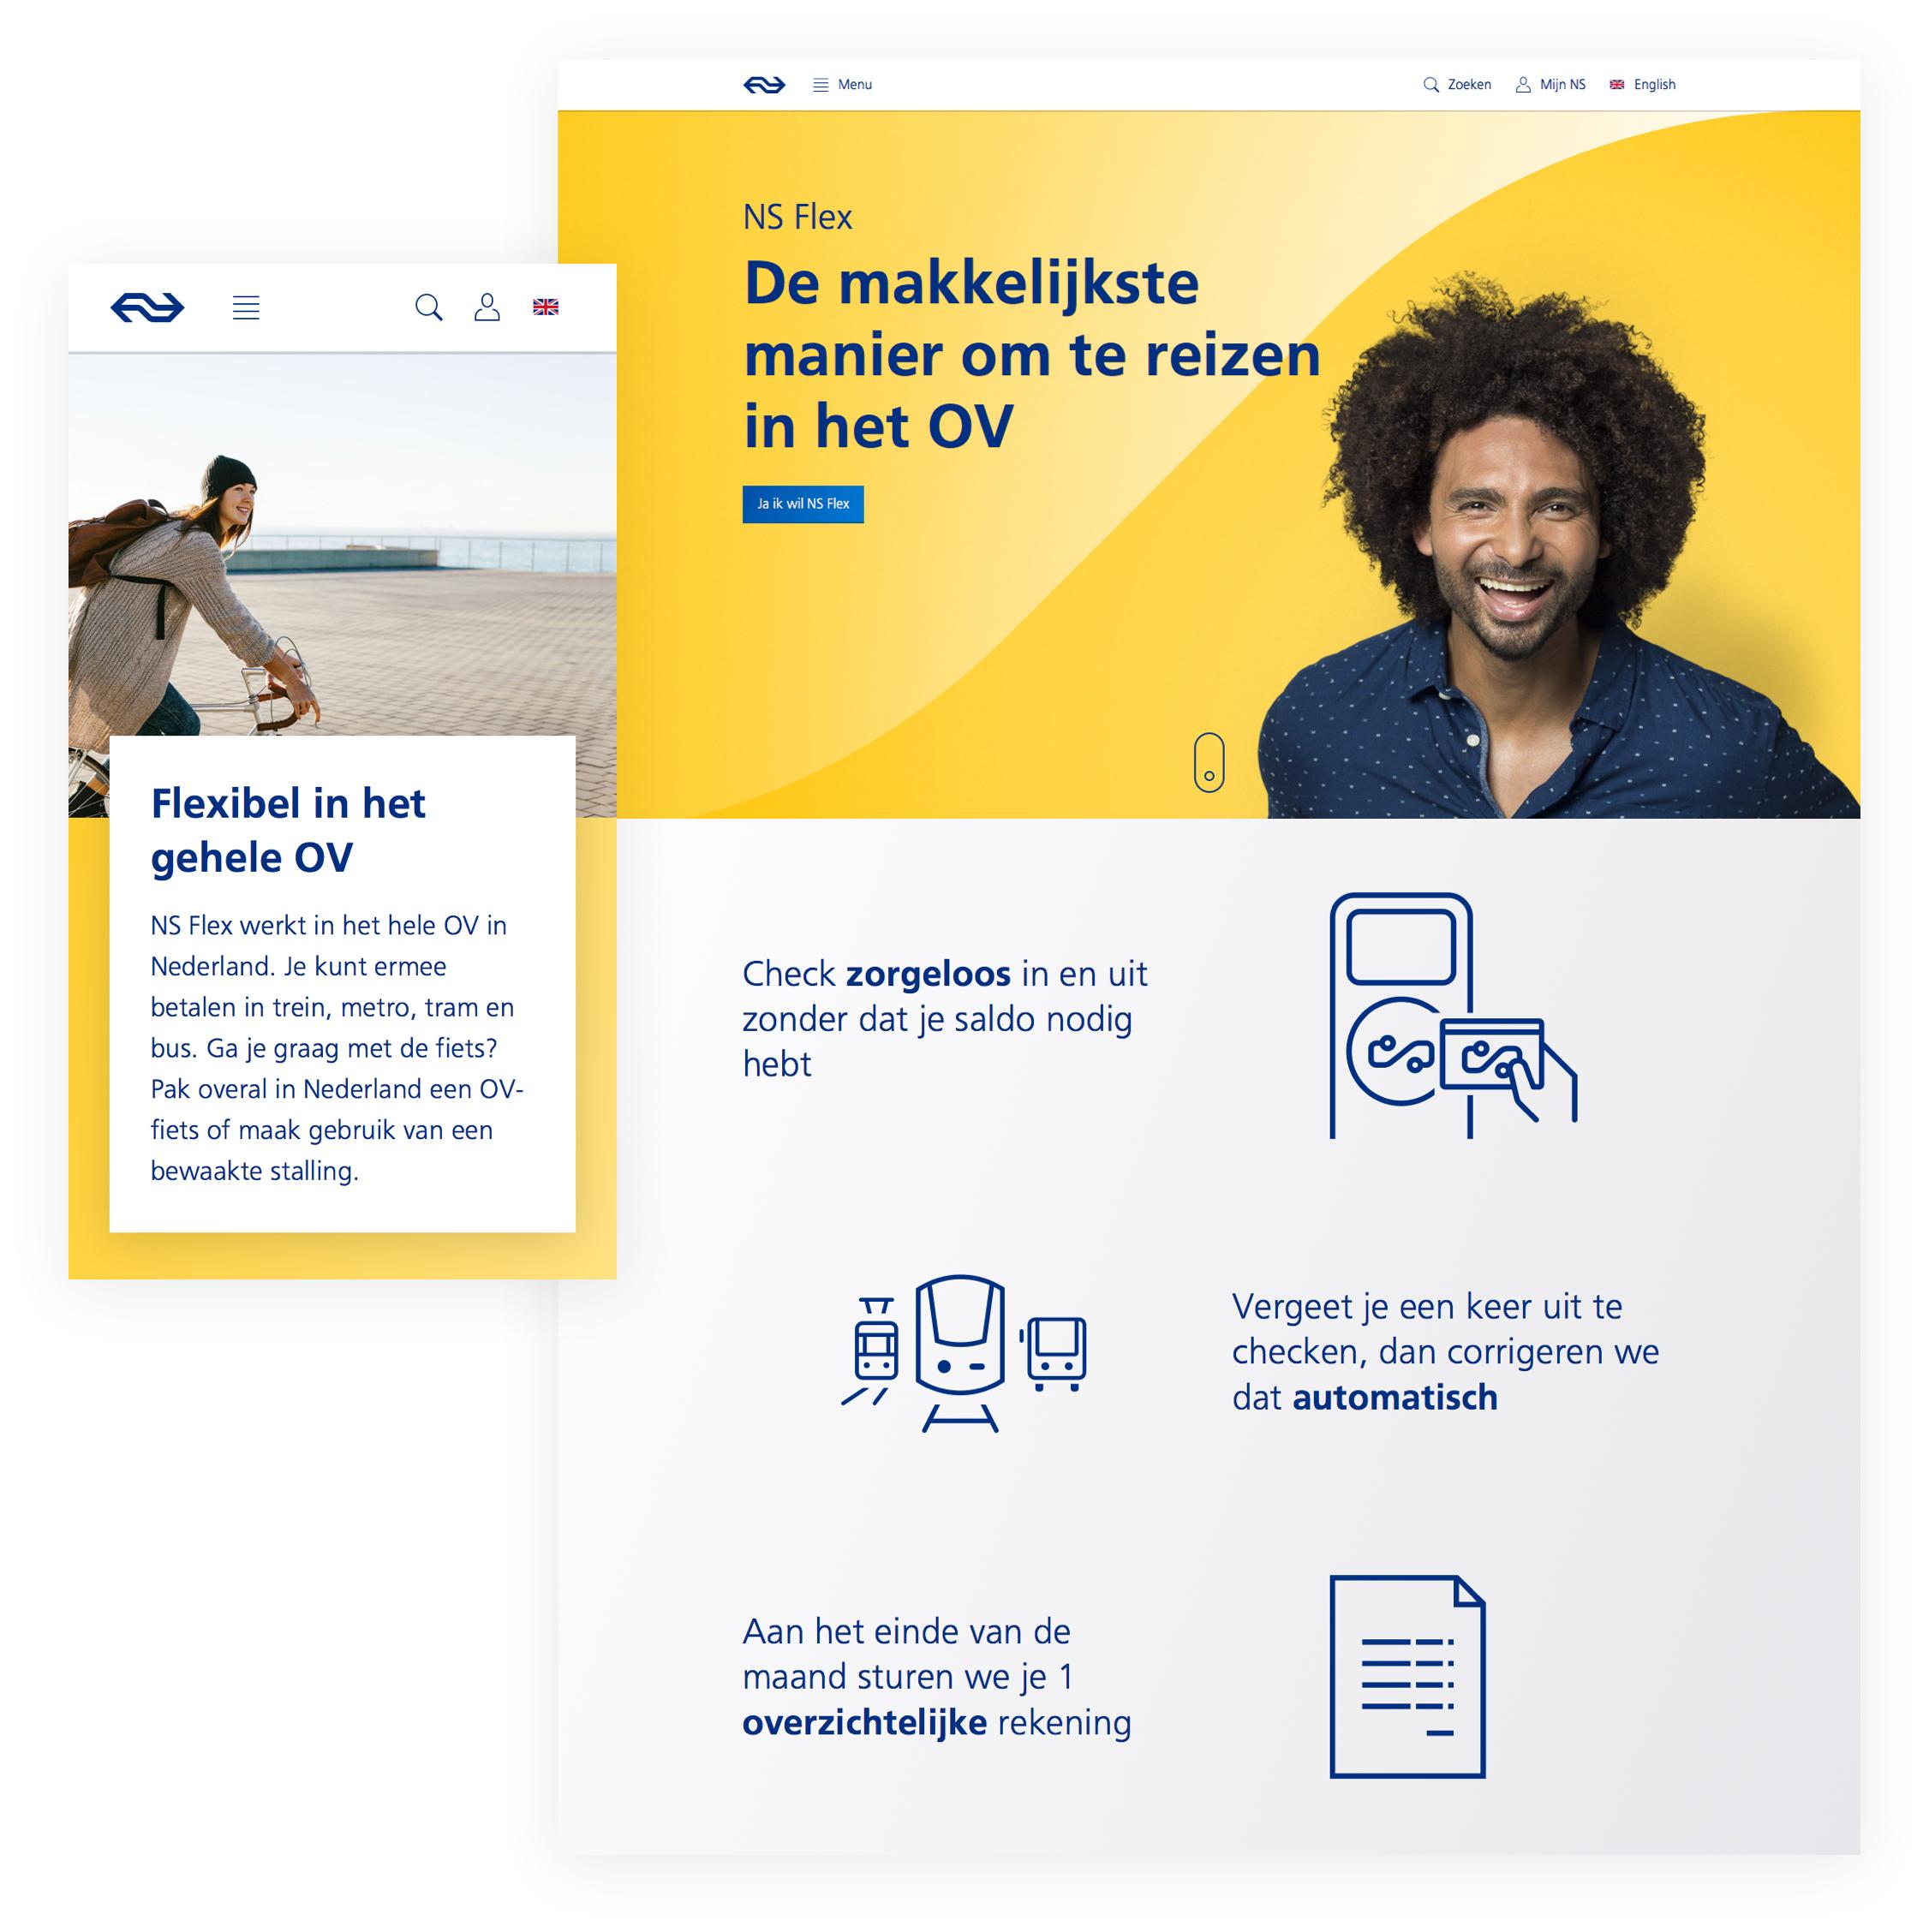 Menu
Zoeken
Mijn NS
English
NS Flex
De makkelijkste
manier om te reizen
in het OV
Ja ik wil NS Flex
Flexibel in het
gehele OV
NS Flex werkt in het hele OV in
Nederland. Je kunt ermee
betalen in trein, metro, tram en
bus. Ga je graag met de fiets?
Pak overal in Nederland een OV-
fiets of maak gebruik van een
bewaakte stalling.
Check zorgeloos in en uit
zonder dat je saldo nodig
hebt
Vergeet je een keer uit te
checken, dan corrigeren we
dat automatisch
Aan het einde van de
maand sturen we je 1
overzichtelijke rekening